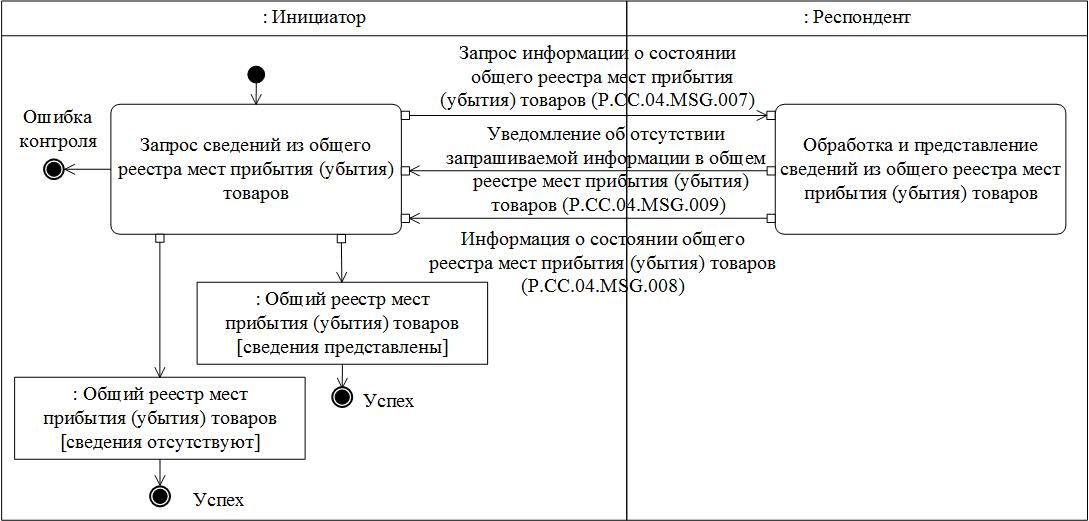 : Инициатор
: Респондент
Запрос информации о состоянии
общего реестра мест прибытия
(убытия) товаров (P.CC.04.MSG.007)
Ошибка
контроля
Запрос сведений из общего
реестра мест прибытия (убытия)
товаров
Уведомление об отсутствии
запрашиваемой информации в общем
реестре мест прибытия (убытия)
товаров (P.CC.04.MSG.009)
Обработка и представление
сведений из общего реестра мест
прибытия (убытия) товаров
Информация о состоянии общего
реестра мест прибытия (убытия) товаров
(P.CC.04.MSG.008)
: Общий реестр мест
прибытия (убытия) товаров
[сведения представлены]
Успех
: Общий реестр мест
прибытия (убытия) товаров
[сведения отсутствуют]
Успех